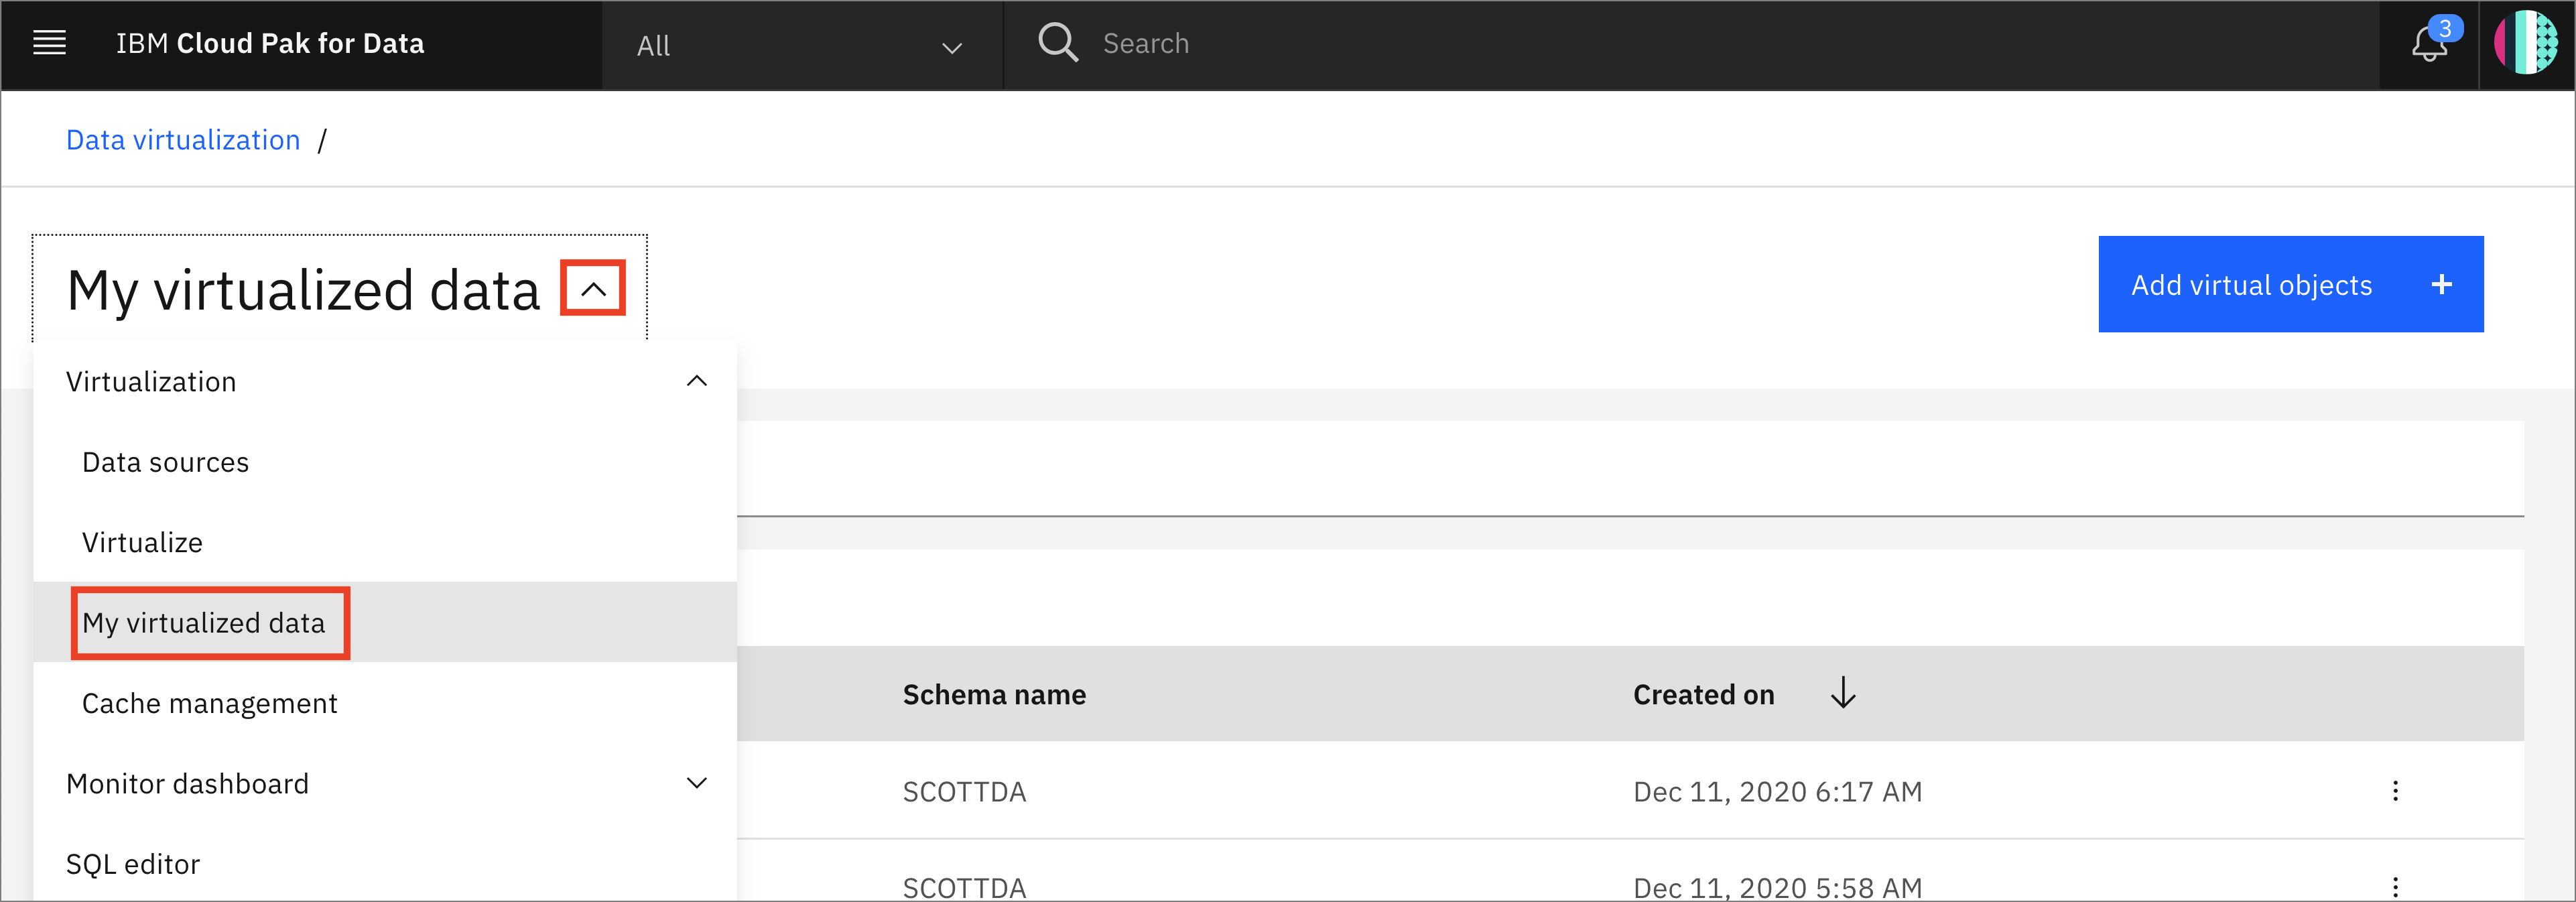 IBM Cloud Pak for Data
All
Search
3
Data virtualization /
My virtualized data
Add virtual objects +
Virtualization
Data sources
Virtualize
My virtualized data
Cache management
Monitor dashboard
SQL editor
Schema name Created on
SCOTTDA Dec 11, 2020 6:17 AM
SCOTTDA Dec 11, 2020 5:58 AM